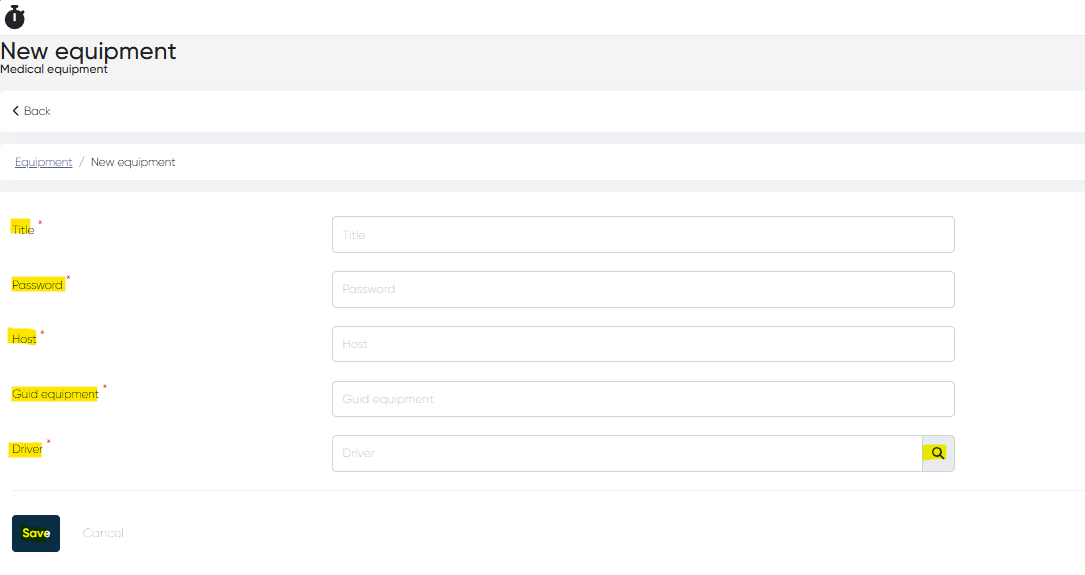 New equipment
Medical equipment
Back
Equipment / New equipment
Title *
Title
Password *
Password
Host *
Host
Guid equipment *
Guid equipment
Driver *
Driver
Save Cancel